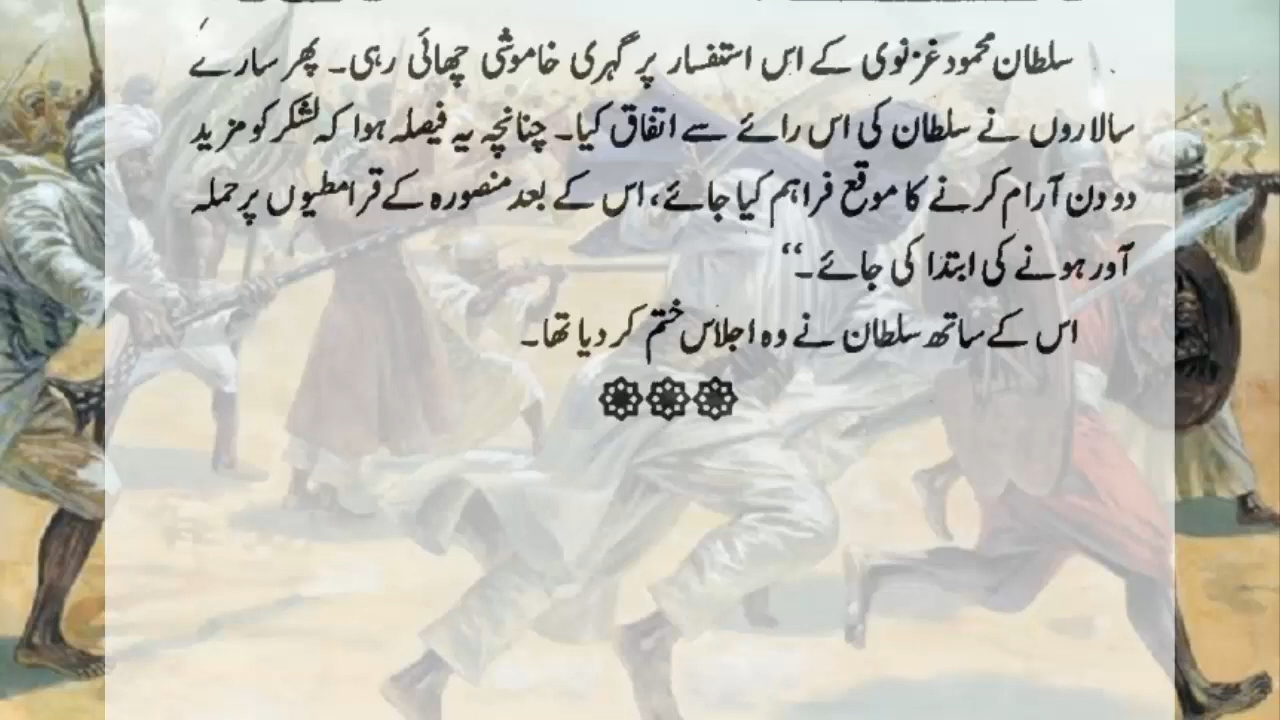 سلطان محمود غزنوی کے اس استفسار پر گہری خاموشی چھائی رہی۔ پھر سارے
سالاروں نے سلطان کی اس رائے سے اتفاق کیا۔ چنانچہ یہ فیصلہ ہوا کہ لشکر کو مزید
دو دن آرام کرنے کا موقع فراہم کیا جائے، اس کے بعد منصورہ کے قرامطیوں پر حملہ
آور ہونے کی ابتدا کی جائے۔‘‘
اس کے ساتھ سلطان نے وہ اجلاس ختم کر دیا تھا۔